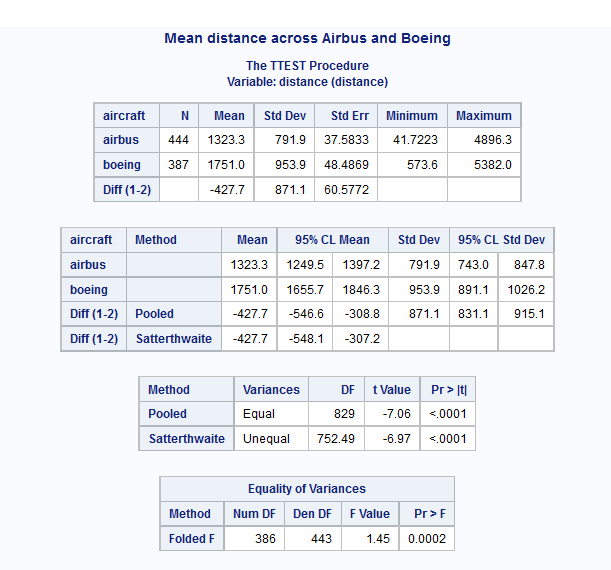 Mean distance across Airbus and Boeing
The TTEST Procedure
Variable: distance (distance)
aircraft N Mean Std Dev Std Err Minimum Maximum
airbus 444 1323.3 791.9 37.5833 41.7223 4896.3
boeing 387 1751.0 953.9 48.4869 573.6 5382.0
Diff (1-2) -427.7 871.1 60.5772
aircraft Method Mean 95% CL Mean Std Dev 95% CL Std Dev
airbus 1323.3 1249.5 1397.2 791.9 743.0 847.8
boeing 1751.0 1655.7 1846.3 953.9 891.1 1026.2
Diff (1-2) Pooled -427.7 -546.6 -308.8 871.1 831.1 915.1
Diff (1-2) Satterthwaite -427.7 -548.1 -307.2
Method Variances DF t Value Pr > |t|
Pooled Equal 829 -7.06 <.0001
Satterthwaite Unequal 752.49 -6.97 <.0001
Equality of Variances
Method Num DF Den DF F Value Pr > F
Folded F 386 443 1.45 0.0002